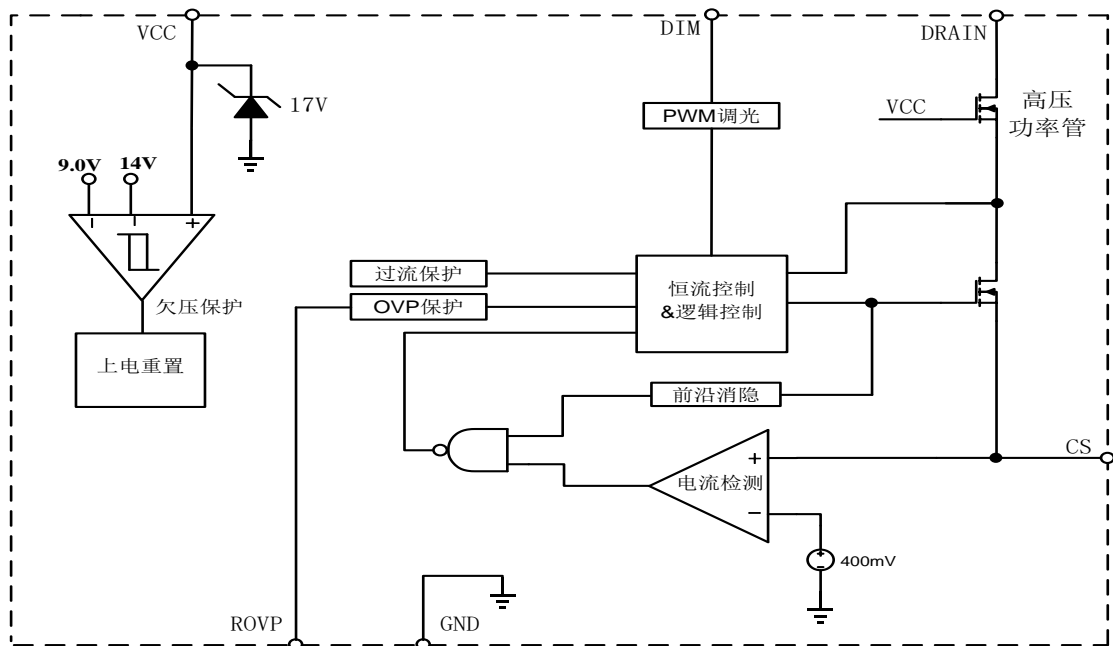 VCC
DIM
DRAIN
17V
PWM调光
VCC
高压
功率管
9.0V
14V
过流保护
恒流控制
&逻辑控制
欠压保护
OVP保护
上电重置
前沿消隐
CS
电流检测
400mV
ROVP
GND